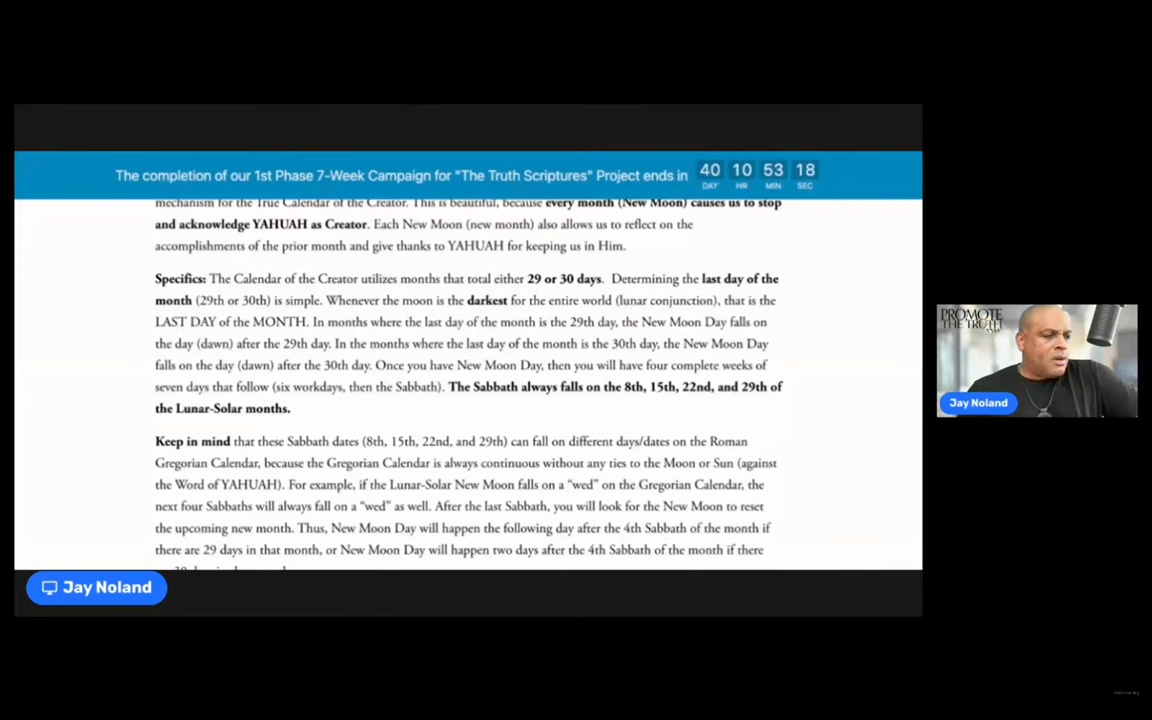 The completion of our 1st Phase 7-Week Campaign for "The Truth Scriptures" Project ends in 40 10 53 18
DAY HR MIN SEC
mechanism for the True Calendar of the Creator. This is beautiful, because every month (New Moon) causes us to stop
and acknowledge YAHUAH as Creator. Each New Moon (new month) also allows us to reflect on the
accomplishments of the prior month and give thanks to YAHUAH for keeping us in Him.
Specifics: The Calendar of the Creator utilizes months that total either 29 or 30 days. Determining the last day of the
month (29th or 30th) is simple. Whenever the moon is the darkest for the entire world (lunar conjunction), that is the
LAST DAY of the MONTH. In months where the last day of the month is the 29th day, the New Moon Day falls on
the day (dawn) after the 29th day. In the months where the last day of the month is the 30th day, the New Moon Day
falls on the day (dawn) after the 30th day. Once you have New Moon Day, then you will have four complete weeks of
seven days that follow (six workdays, then the Sabbath). The Sabbath always falls on the 8th, 15th, 22nd, and 29th of
the Lunar-Solar months.
Keep in mind that these Sabbath dates (8th, 15th, 22nd, and 29th) can fall on different days/dates on the Roman
Gregorian Calendar, because the Gregorian Calendar is always continuous without any ties to the Moon or Sun (against
the Word of YAHUAH). For example, if the Lunar-Solar New Moon falls on a “wed” on the Gregorian Calendar, the
next four Sabbaths will always fall on a “wed” as well. After the last Sabbath, you will look for the New Moon to reset
the upcoming new month. Thus, New Moon Day will happen the following day after the 4th Sabbath of the month if
there are 29 days in that month, or New Moon Day will happen two days after the 4th Sabbath of the month if there
PROMOTE
THE TRUTH
Jay Noland
Jay Noland